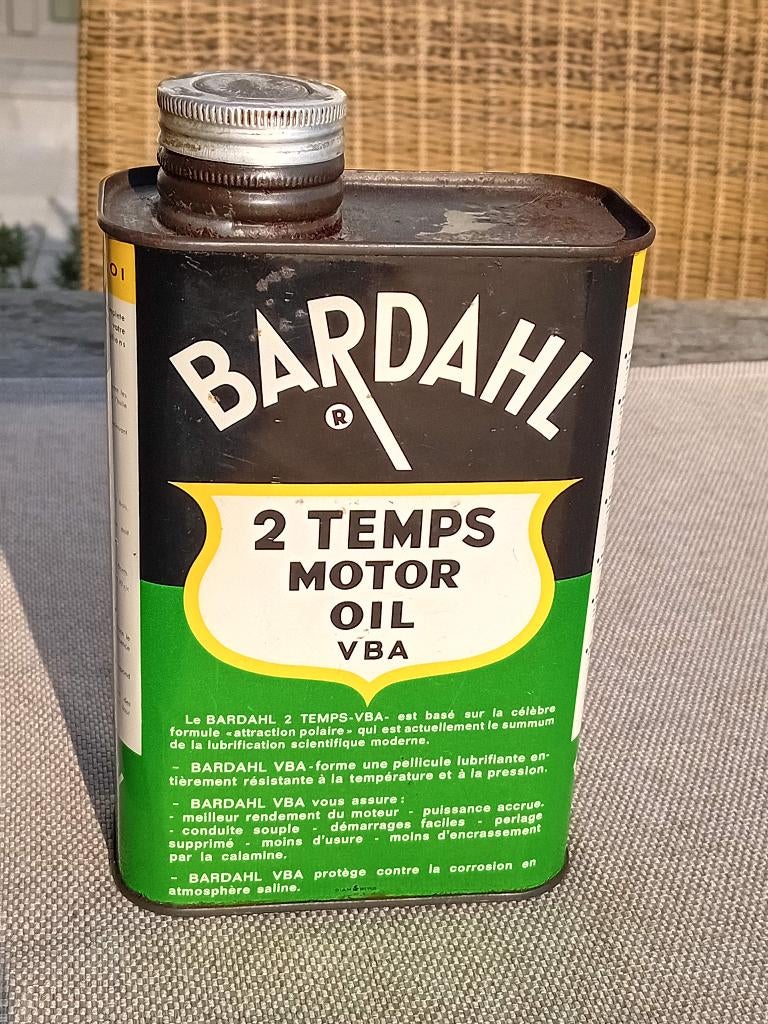 BARDAHL
®
2 TEMPS
MOTOR
OIL
VBA
Le BARDAHL 2 TEMPS-VBA- est basé sur la célèbre
formule «attraction polaire» qui est actuellement le summum
de la lubrification scientifique moderne.
- BARDAHL VBA-forme une pellicule lubrifiante en-
tièrement résistante à la température et à la pression.
- BARDAHL VBA vous assure:
- meilleur rendement du moteur - puissance accrue.
- conduite souple - démarrages faciles - perlage
supprimé - moins d'usure - moins d'encrassement
par la calamine.
- BARDAHL VBA protège contre la corrosion en
atmosphère saline.